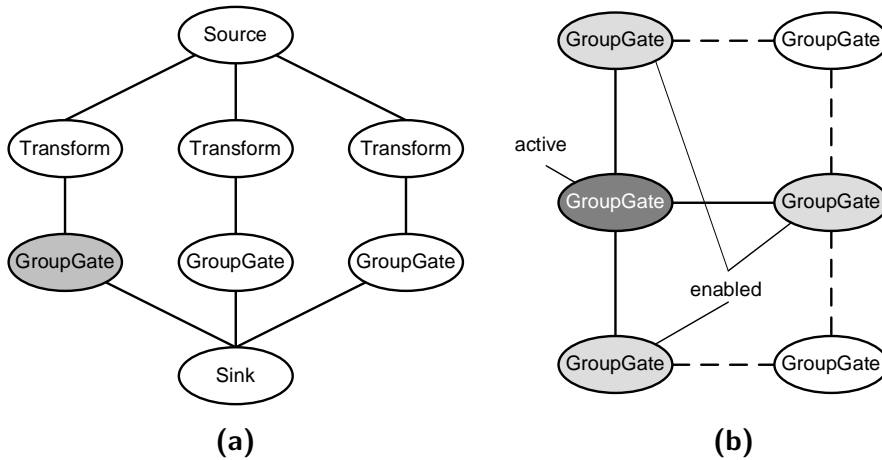 Source
Transform
Transform
Transform
GroupGate
GroupGate
GroupGate
Sink
(a)
GroupGate
GroupGate
active
GroupGate
GroupGate
enabled
GroupGate
GroupGate
(b)